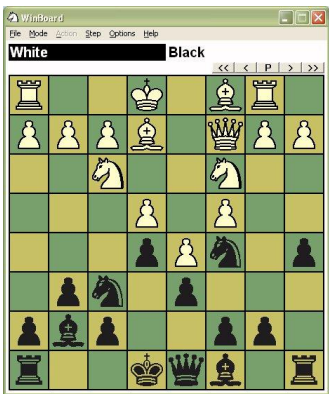 WinBoard
File Mode Action Step Options Help
White Black
<< < P > >>